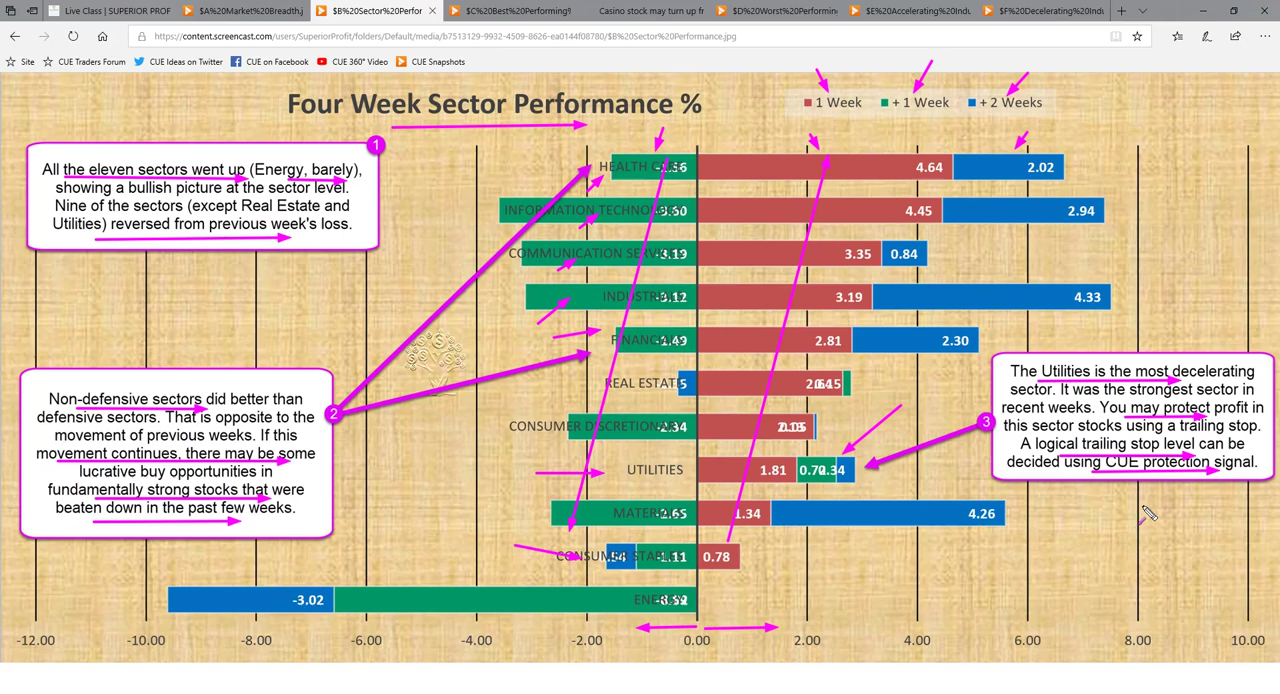 Live Class | SUPERIOR PROF
$A%20Market%20Breadth.j
$B%20Sector%20Perfor
$C%20Best%20Performing%
Casino stock may turn up fr
$D%20Worst%20Performin
$E%20Accelerating%20Indu
$F%20Decelerating%20Indu
https://content.screencast.com/users/SuperiorProfit/folders/Default/media/b7513129-9932-4509-8626-ea0144f08780/$B%20Sector%20Performance.jpg
Site
CUE Traders Forum
CUE Ideas on Twitter
CUE on Facebook
CUE 360° Video
CUE Snapshots
Four Week Sector Performance %
1 Week
+ 1 Week
+ 2 Weeks
1
All the eleven sectors went up (Energy, barely),
showing a bullish picture at the sector level.
Nine of the sectors (except Real Estate and
Utilities) reversed from previous week's loss.
HEALTH
4.64
2.02
INFORMATION
4.45
2.94
COMMUNICATION
3.35
0.84
3.19
4.33
2.81
2.30
REAL ESTATE
CONSUMER
UTILITIES
1.81
1.34
4.26
CONSUMER
0.78
-3.02
2
Non-defensive sectors did better than
defensive sectors. That is opposite to the
movement of previous weeks. If this
movement continues, there may be some
lucrative buy opportunities in
fundamentally strong stocks that were
beaten down in the past few weeks.
3
The Utilities is the most decelerating
sector. It was the strongest sector in
recent weeks. You may protect profit in
this sector stocks using a trailing stop.
A logical trailing stop level can be
decided using CUE protection signal.
-12.00
-10.00
-8.00
-6.00
-4.00
-2.00
0.00
2.00
4.00
6.00
8.00
10.00